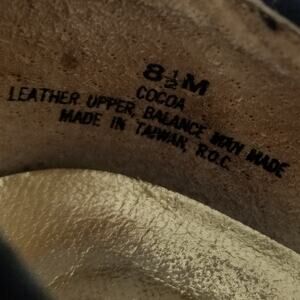 8½M
COCOA
LEATHER UPPER, BALANCE MAN MADE
MADE IN TAIWAN, R.O.C.